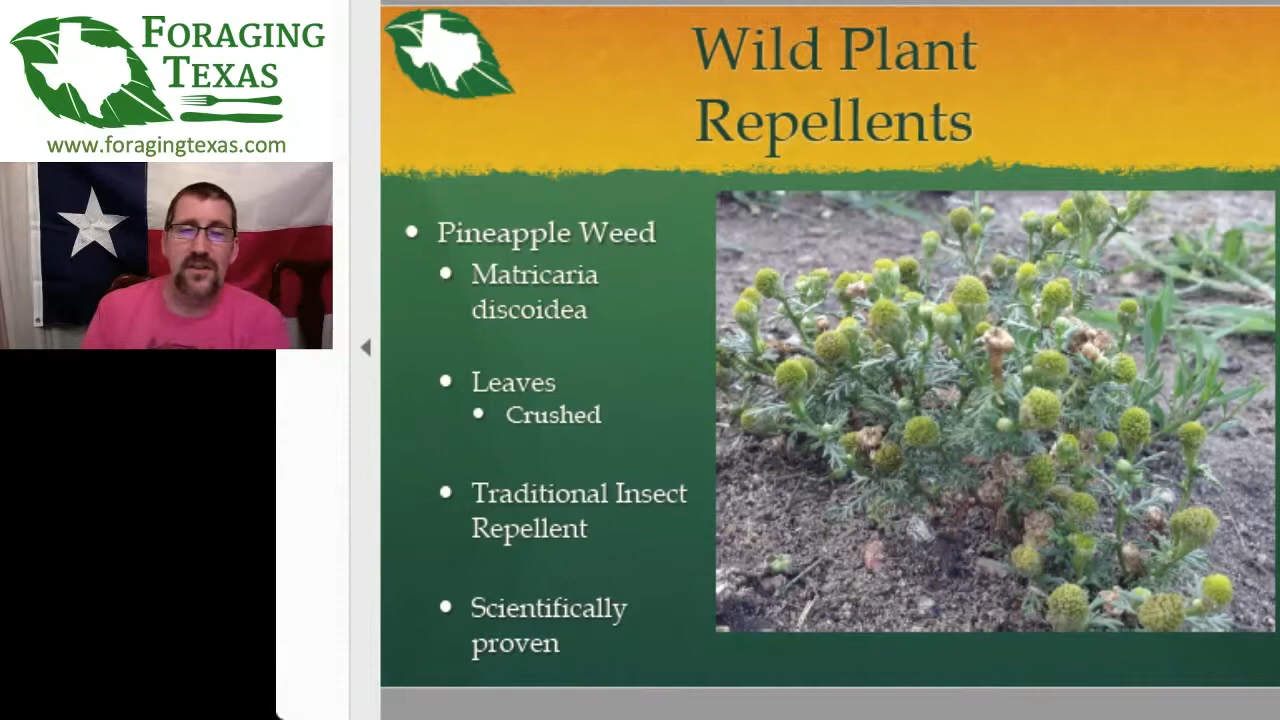 FORAGING
TEXAS
www.foragingtexas.com
Wild Plant
Repellents
• Pineapple Weed
• Matricaria
discoidea
• Leaves
• Crushed
• Traditional Insect
Repellent
• Scientifically
proven